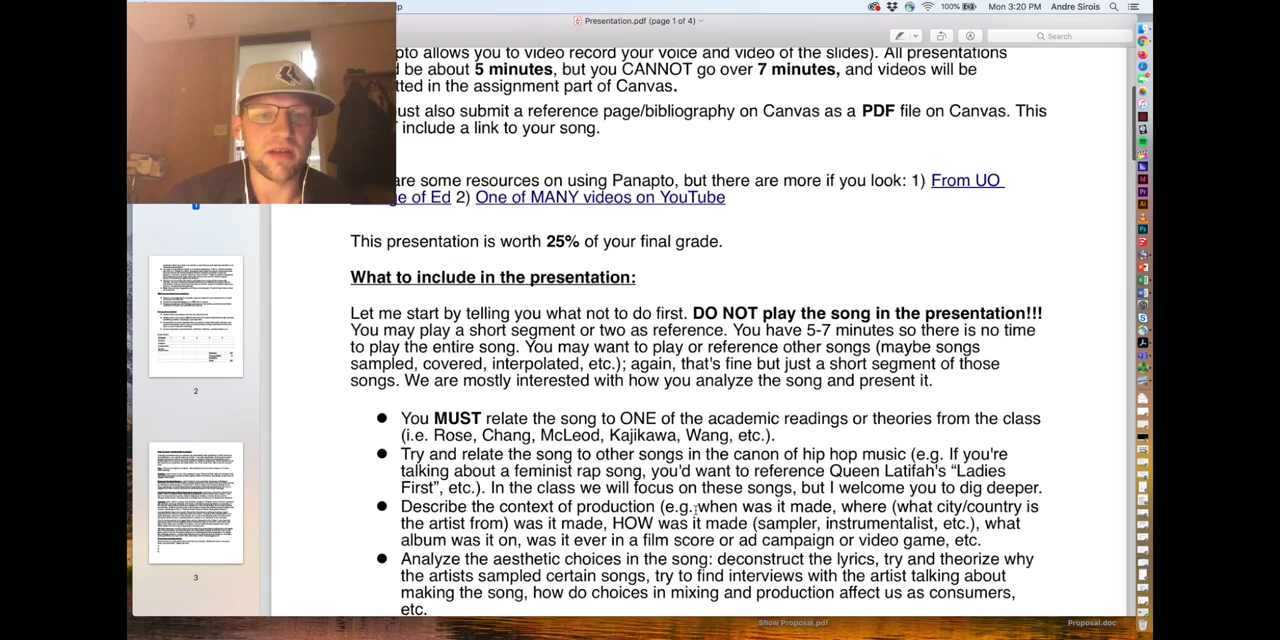 p
100%
Mon 3:20 PM
Andre Sirois
Presentation.pdf (page 1 of 4)
Search
pto allows you to video record your voice and video of the slides). All presentations
d be about 5 minutes, but you CANNOT go over 7 minutes, and videos will be
tted in the assignment part of Canvas.
ust also submit a reference page/bibliography on Canvas as a PDF file on Canvas. This
include a link to your song.
are some resources on using Panapto, but there are more if you look: 1) From UO
ge of Ed 2) One of MANY videos on YouTube
This presentation is worth 25% of your final grade.
What to include in the presentation:
Let me start by telling you what not to do first. DO NOT play the song in the presentation!!!
You may play a short segment or two as reference. You have 5-7 minutes so there is no time
to play the entire song. You may want to play or reference other songs (maybe songs
sampled, covered, interpolated, etc.); again, that's fine but just a short segment of those
songs. We are mostly interested with how you analyze the song and present it.
● You MUST relate the song to ONE of the academic readings or theories from the class
(i.e. Rose, Chang, McLeod, Kajikawa, Wang, etc.).
● Try and relate the song to other songs in the canon of hip hop music (e.g. If you're
talking about a feminist rap song, you'd want to reference Queen Latifah's “Ladies
First”, etc.). In the class we will focus on these songs, but I welcome you to dig deeper.
● Describe the context of production (e.g. when was it made, where (what city/country is
the artist from) was it made, HOW was it made (sampler, instrumentalist, etc.), what
album was it on, was it ever in a film score or ad campaign or video game, etc.
● Analyze the aesthetic choices in the song: deconstruct the lyrics, try and theorize why
the artists sampled certain songs, try to find interviews with the artist talking about
making the song, how do choices in mixing and production affect us as consumers,
etc.
1
2
3
Show Proposal.pdf
Proposal.doc